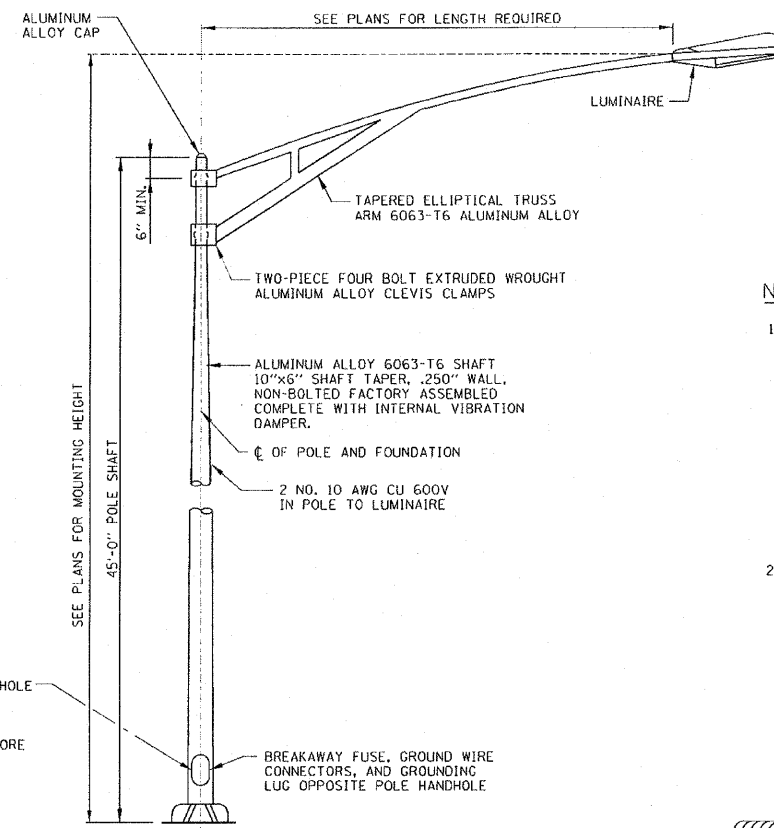 ALUMINUM
ALLOY CAP
SEE PLANS FOR LENGTH REQUIRED
LUMINAIRE
6" MIN.
TAPERED ELLIPTICAL TRUSS
ARM 6063-T6 ALUMINUM ALLOY
TWO-PIECE FOUR BOLT EXTRUDED WROUGHT
ALUMINUM ALLOY CLEVIS CLAMPS
N
1
ALUMINUM ALLOY 6063-T6 SHAFT
10"x6" SHAFT TAPER, .250" WALL,
NON-BOLTED FACTORY ASSEMBLED
COMPLETE WITH INTERNAL VIBRATION
DAMPER.
℄ OF POLE AND FOUNDATION
2 NO. 10 AWG CU 600V
IN POLE TO LUMINAIRE
SEE PLANS FOR MOUNTING HEIGHT
45'-0" POLE SHAFT
2
HOLE
ORE
BREAKAWAY FUSE, GROUND WIRE
CONNECTORS, AND GROUNDING
LUG OPPOSITE POLE HANDHOLE